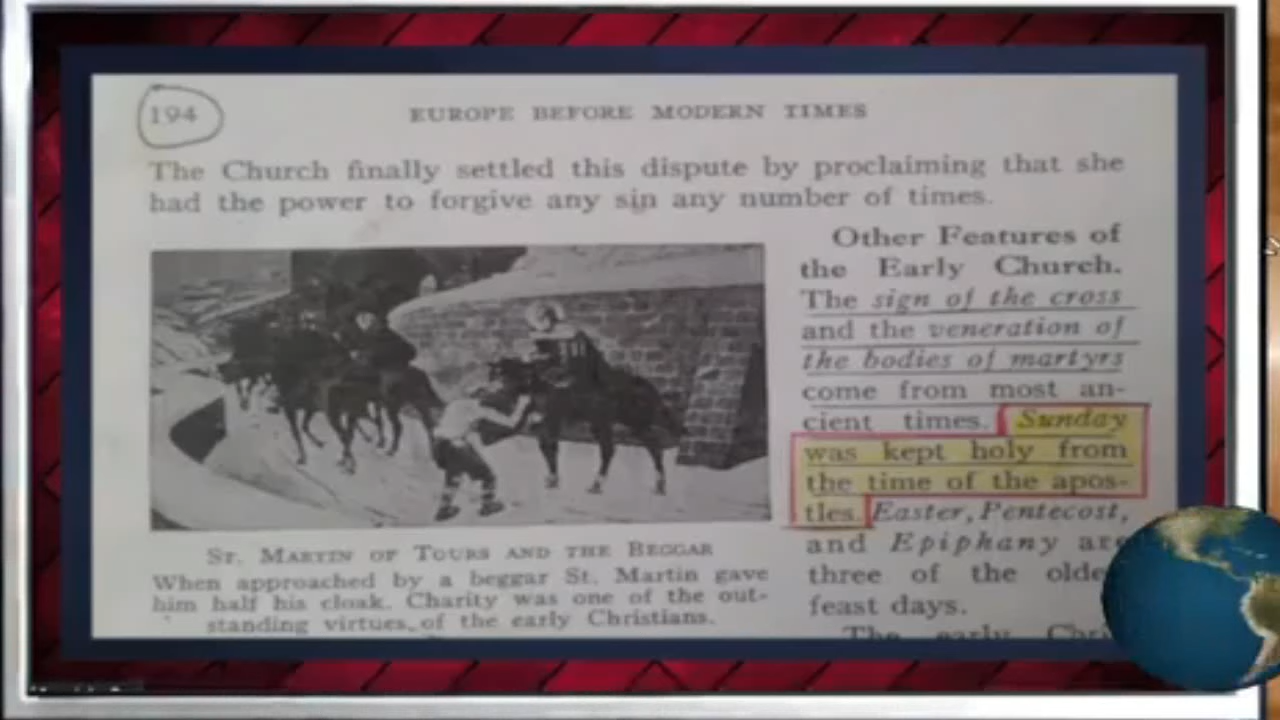 194
EUROPE BEFORE MODERN TIMES
The Church finally settled this dispute by proclaiming that she
had the power to forgive any sin any number of times.
Other Features of
the Early Church.
The sign of the cross
and the veneration of
the bodies of martyrs
come from most an-
cient times. Sunday
was kept holy from
the time of the apos-
tles. Easter, Pentecost,
and Epiphany are
three of the olde
feast days.
The early Chri
ST. MARTIN OF TOURS AND THE BEGGAR
When approached by a beggar St. Martin gave
him half his cloak. Charity was one of the out-
standing virtues of the early Christians.